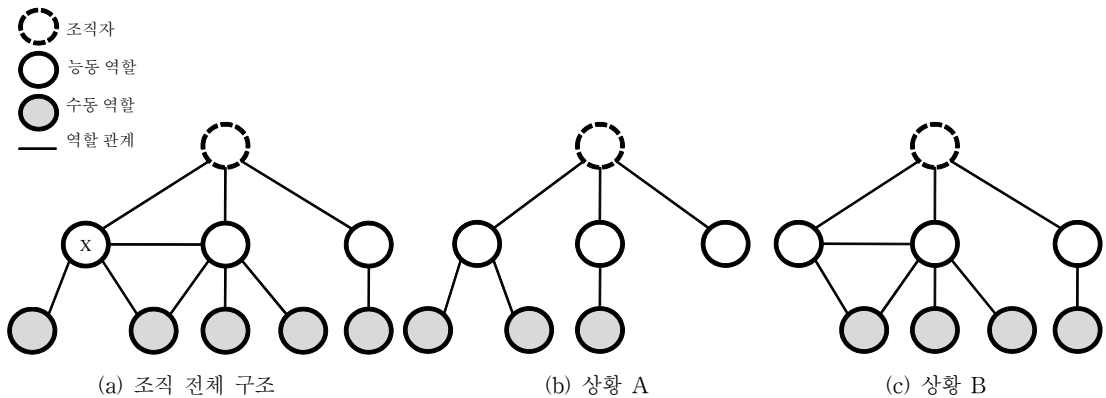 조직자
능동 역할
수동 역할
역할 관계
X
(a) 조직 전체 구조
(b) 상황 A
(c) 상황 B